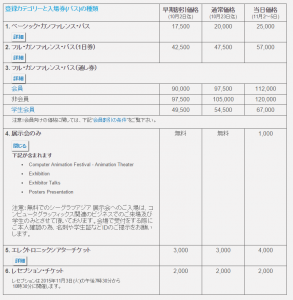 登録カテゴリーと入場券(パス)の種類 早期割引価格 通常価格 当日価格
(10月2日迄) (10月23日迄) (11月2~5日)
1. ベーシック・カンファレンス・パス 17,500 20,000 25,000
詳細
2. フル・カンファレンス・パス(1日券) 42,500 47,500 57,000
詳細
3. フル・カンファレンス・パス(通し券)
詳細
会員 90,000 97,500 112,000
非会員 97,500 105,000 120,000
学生会員 49,500 54,500 67,000
注意:会員向けの価格に関しては、下記"会員割引の条件"をご覧下さい。
4. 展示会のみ 無料 無料 1,000
閉じる
下記が含まれます
• Computer Animation Festival - Animation Theater
• Exhibition
• Exhibitor Talks
• Posters Presentation
注意: 無料でのシーグラフアジア 展示会へのご入場は、コ
ンピュータグラフィックス関連のビジネスでのご来場及び
学生のみとさせて頂いております。会場で受付をする際に
ご本人確認の為、名刺や学生証などIDのご提示をお願いし
ます。
5. エレクトロニックシアターチケット 3,000 3,000 4,000
詳細
6. レセプションチケット 2,000 2,000 2,000
レセプションは2015年11月3日(火)の午後7時30分から